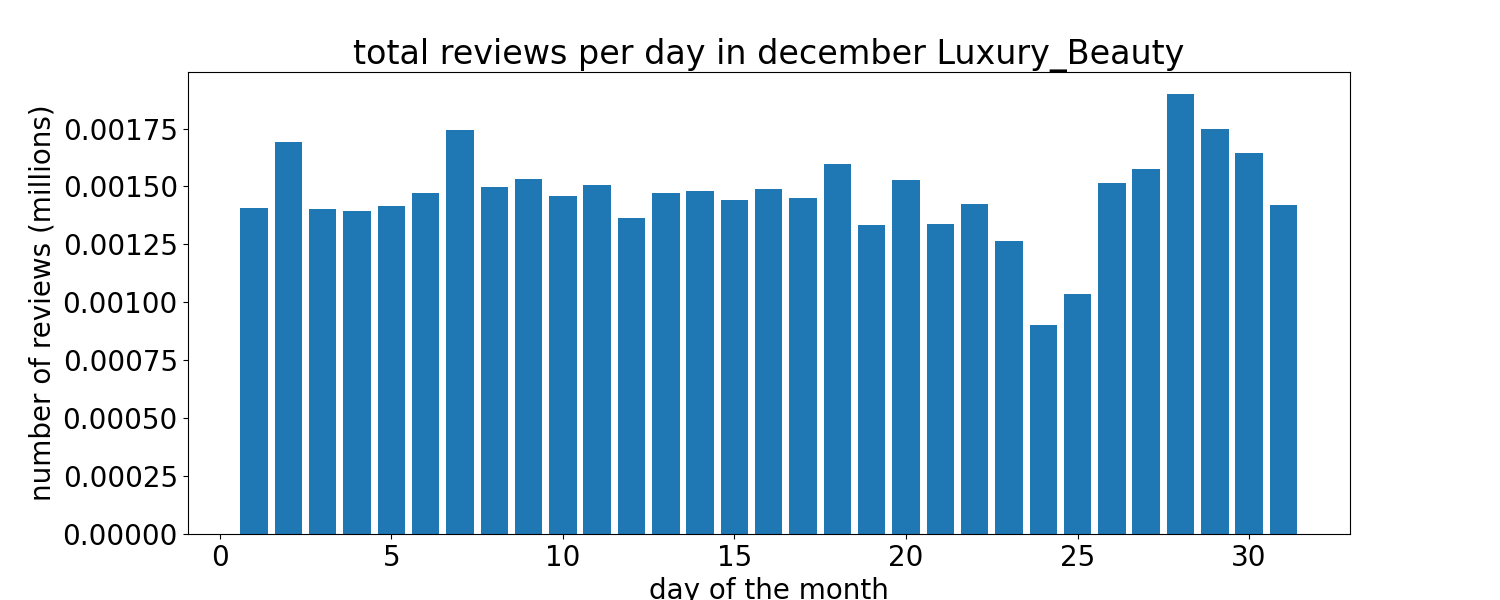 total reviews per day in december Luxury_Beauty
number of reviews (millions)
0.00175
0.00150
0.00125
0.00100
0.00075
0.00050
0.00025
0.00000
0 5 10 15 20 25 30
day of the month